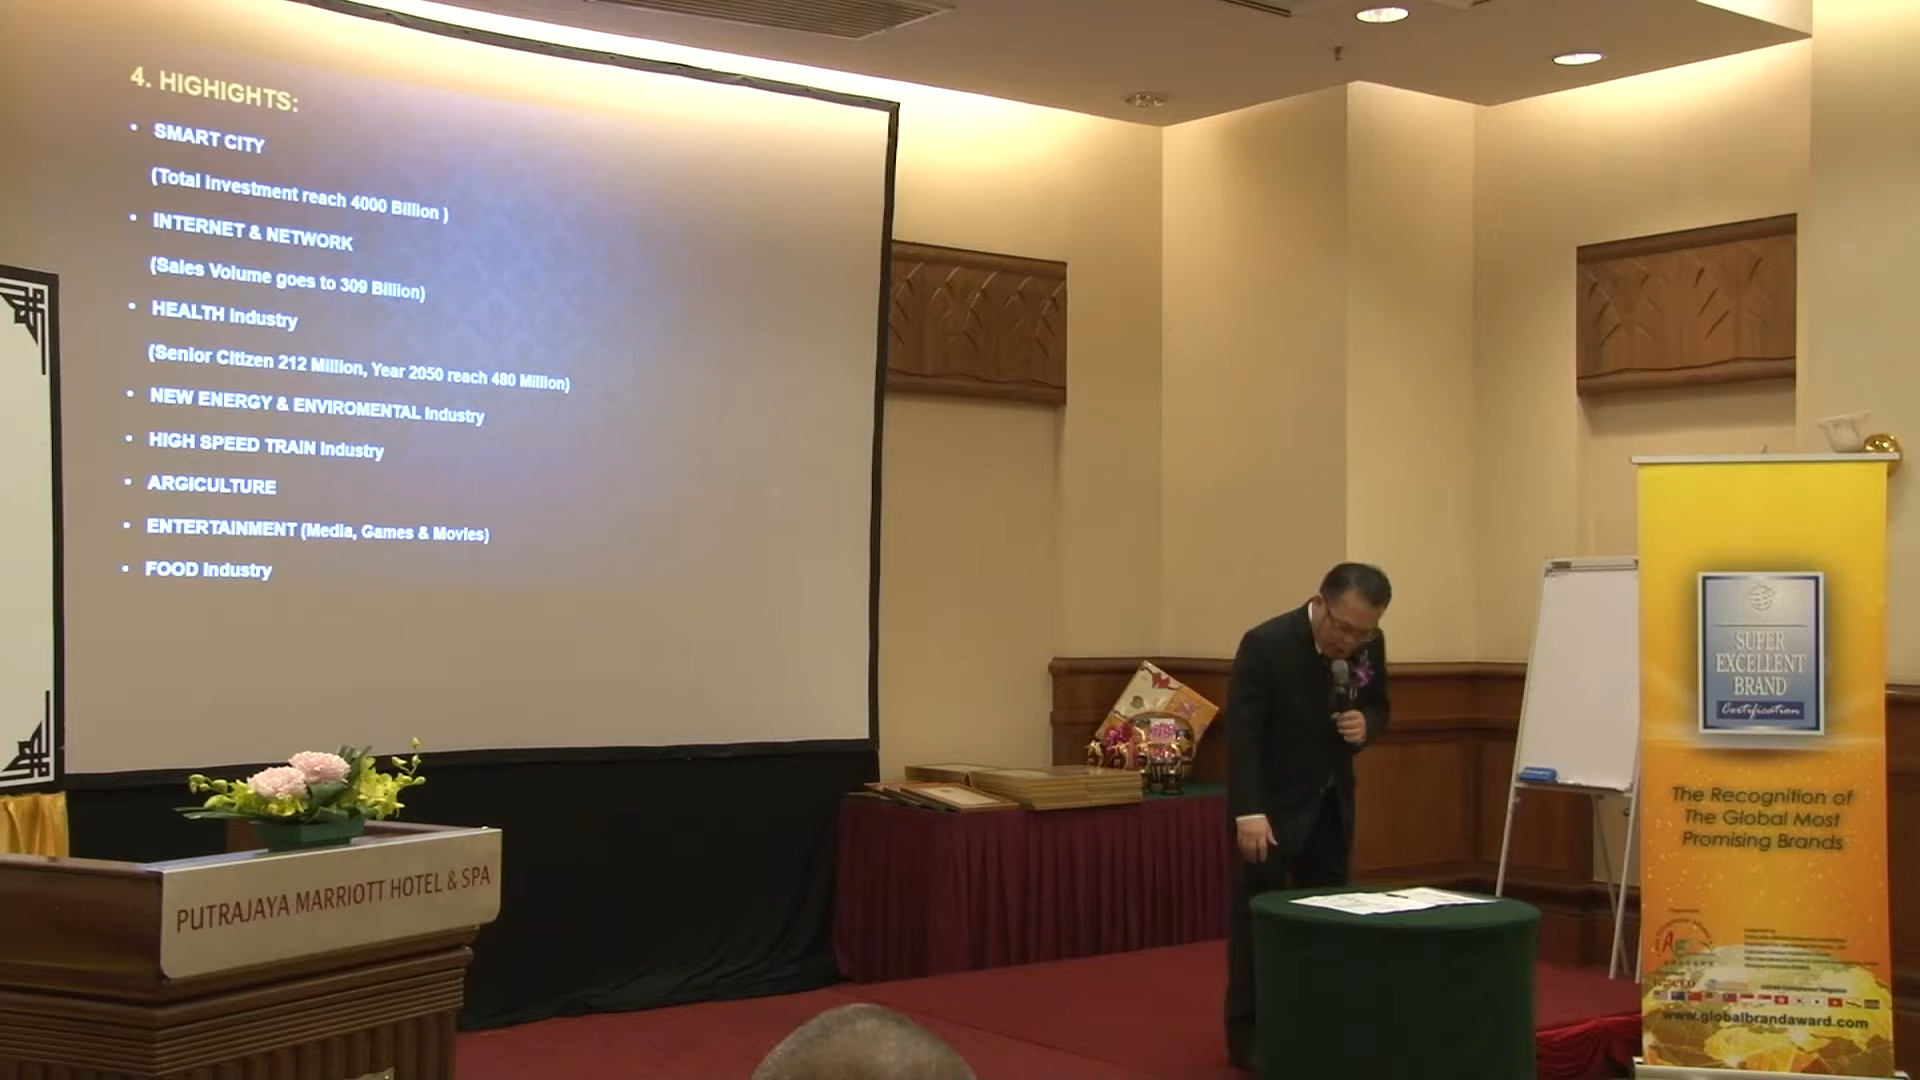 4. HIGHIGHTS:
• SMART CITY
(Total Investment reach 4000 Billion )
• INTERNET & NETWORK
(Sales Volume goes to 309 Billion)
• HEALTH Industry
(Senior Citizen 212 Million, Year 2050 reach 480 Million)
• NEW ENERGY & ENVIROMENTAL Industry
• HIGH SPEED TRAIN Industry
• ARGICULTURE
• ENTERTAINMENT (Media, Games & Movies)
• FOOD Industry
PUTRAJAYA MARRIOTT HOTEL & SPA
SUPER
EXCELLENT
BRAND
Certification
The Recognition of
The Global Most
Promising Brands
www.globalbrandaward.com